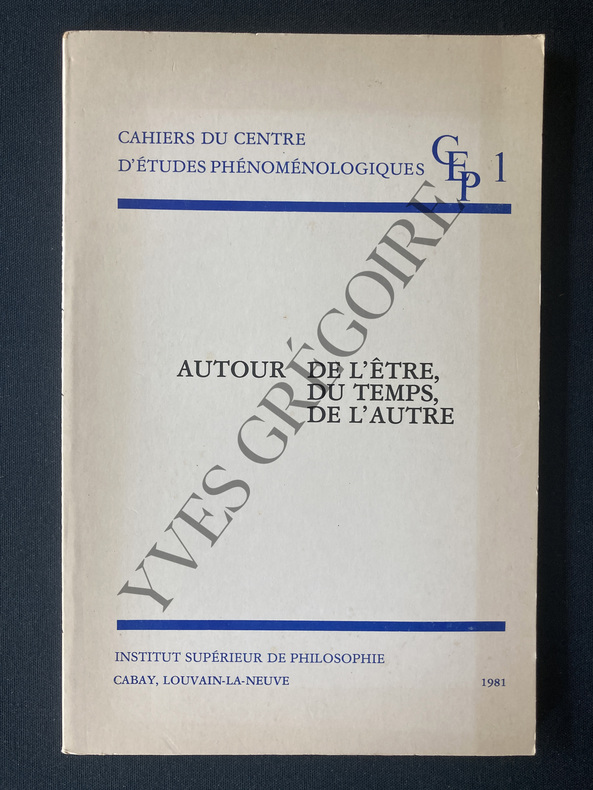 CAHIERS DU CENTRE
D'ÉTUDES PHÉNOMÉNOLOGIQUES CEP 1
AUTOUR DE L'ÊTRE,
DU TEMPS,
DE L'AUTRE
YVES GRÉGOIRE
INSTITUT SUPÉRIEUR DE PHILOSOPHIE
CABAY, LOUVAIN-LA-NEUVE 1981